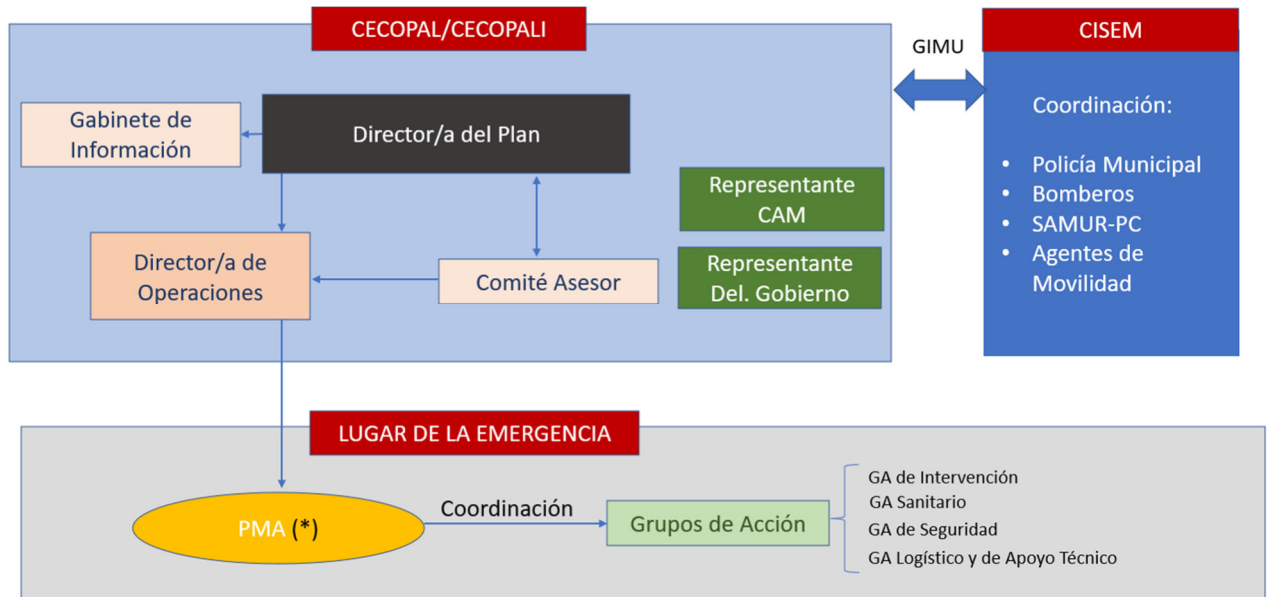 CECOPAL/CECOPALI
CISEM
GIMU
Gabinete de
Información
Director/a del Plan
Representante
CAM
Director/a de
Operaciones
Comité Asesor
Representante
Del. Gobierno
Coordinación:
• Policía Municipal
• Bomberos
• SAMUR-PC
• Agentes de
Movilidad
LUGAR DE LA EMERGENCIA
PMA (*)
Coordinación
Grupos de Acción
GA de Intervención
GA Sanitario
GA de Seguridad
GA Logístico y de Apoyo Técnico